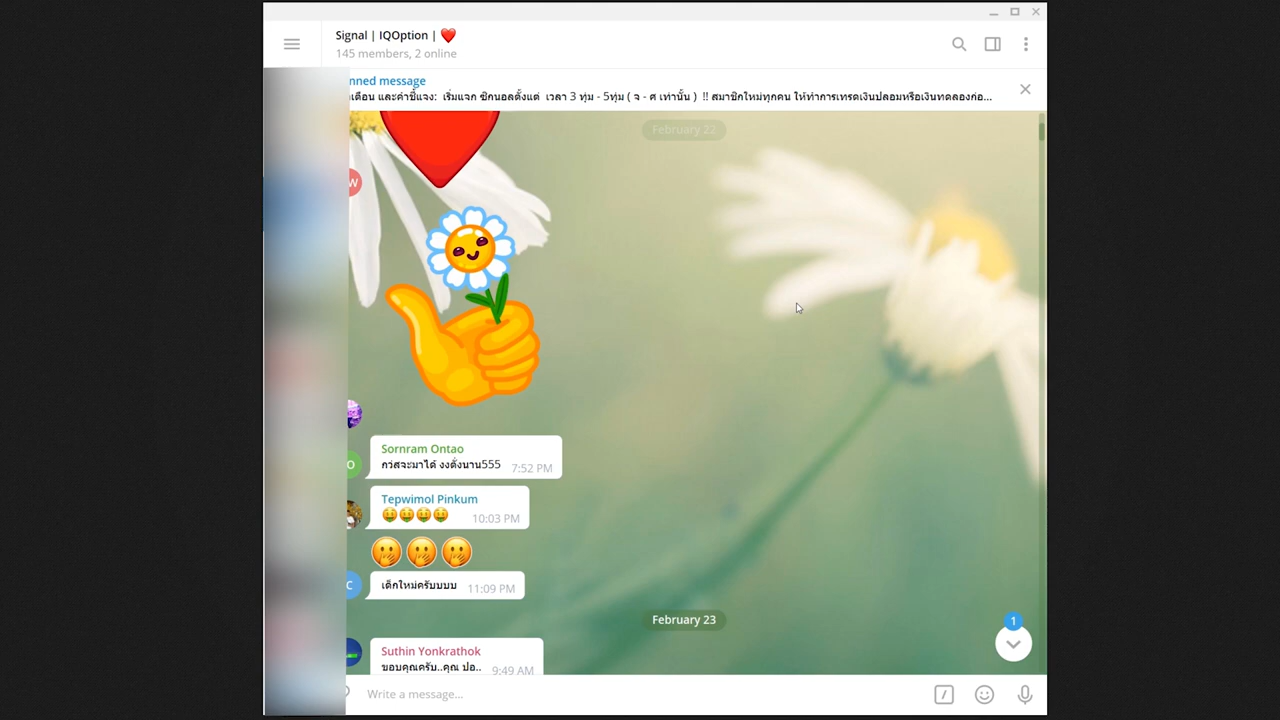 Signal | IQOption | ❤️
145 members, 2 online
nned message
เดือน และคำชี้แจง: เริ่มแจก ซิกนอลตั้งแต่ เวลา 3 ทุ่ม - 5ทุ่ม ( จ - ศ เท่านั้น ) !! สมาชิกใหม่ทุกคน ให้ทำการเทรดเงินปลอมหรือเงินทดลองก่อ...
February 22
W
Sornram Ontao
O
กว่สจะมาได้ งงตั่งนาน555 7:52 PM
Tepwimol Pinkum
🤑🤑🤑🤑 10:03 PM
🤭🤭🤭
C
เด็กใหม่ครับบบบ 11:09 PM
February 23
1
Suthin Yonkrathok
ขอบคุณครับ..คุณ ปอ.. 9:49 AM
Write a message...